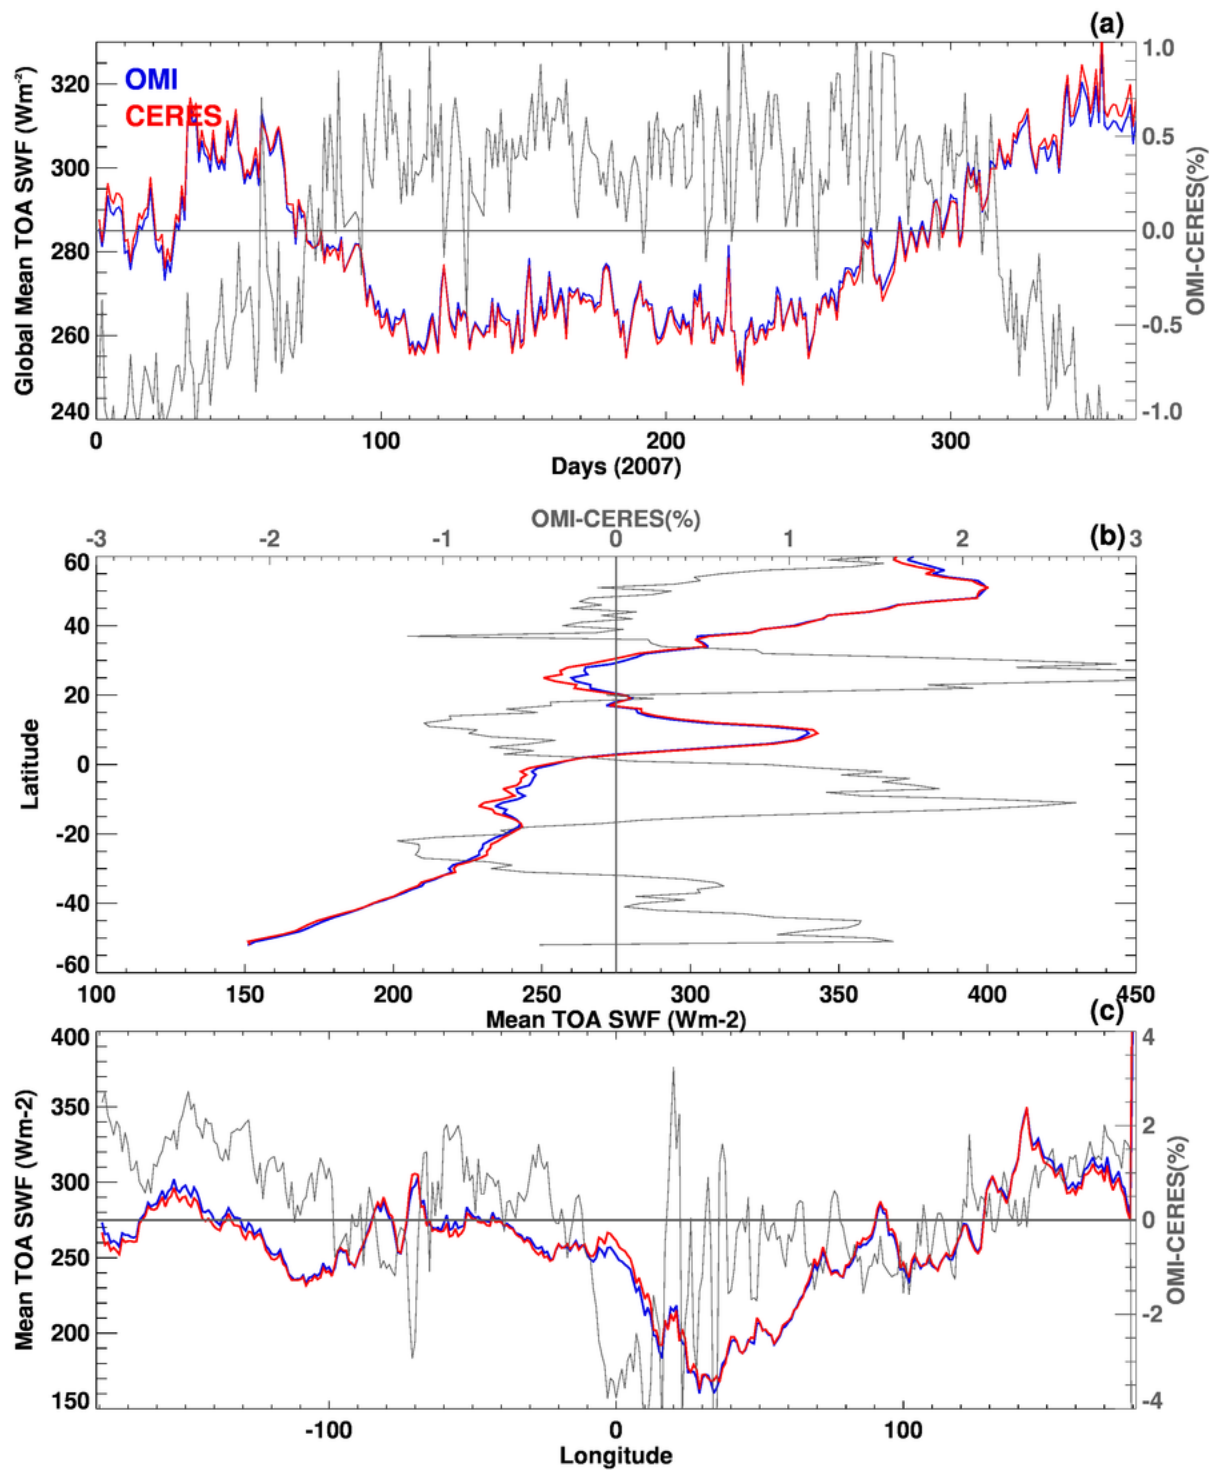 (a)
OMI
CERES
Global Mean TOA SWF (Wm-2)
320
300
280
260
240
1.0
0.5
0.0
-0.5
-1.0
OMI-CERES(%)
0 100 200 300
Days (2007)
OMI-CERES(%)
-3 -2 -1 0 1 2 3
(b)
Latitude
60
40
20
0
-20
-40
-60
100 150 200 250 300 350 400 450
Mean TOA SWF (Wm-2)
(c)
Mean TOA SWF (Wm-2)
400
350
300
250
200
150
4
2
0
-2
-4
OMI-CERES(%)
-100 0 100
Longitude